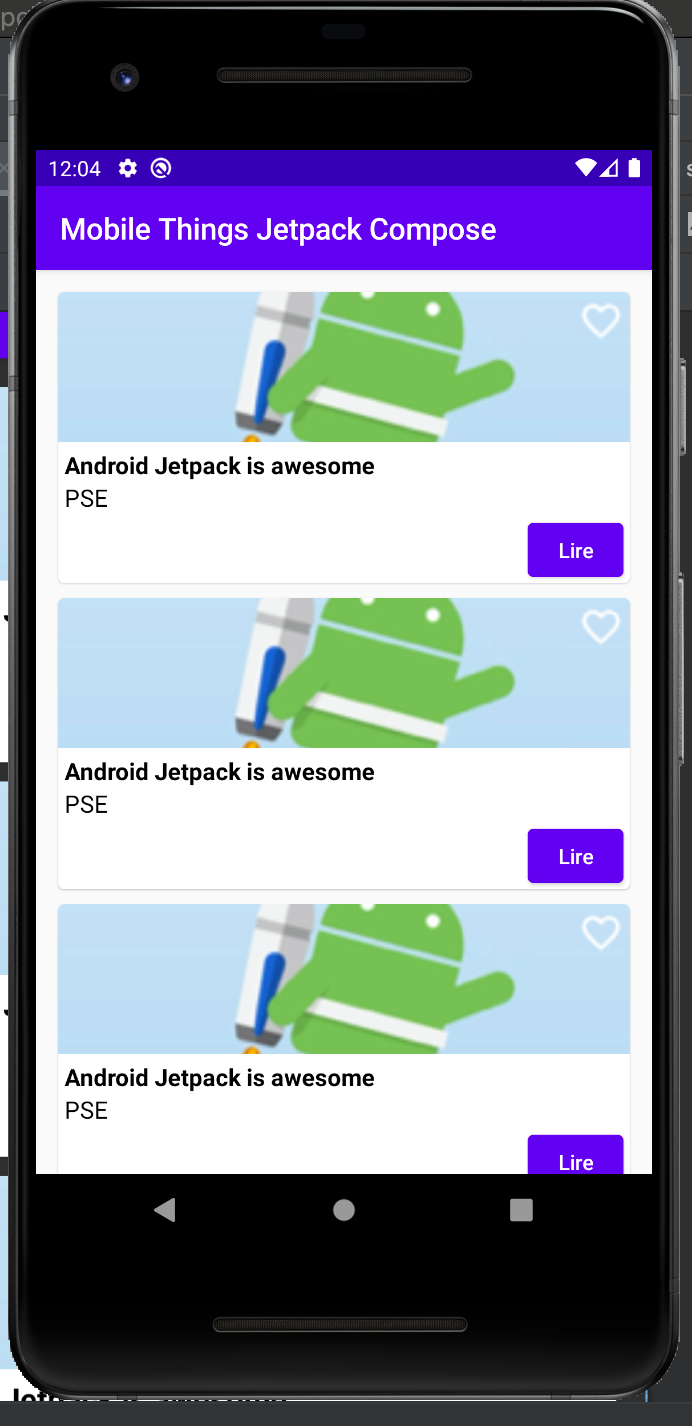 12:04
Mobile Things Jetpack Compose
Android Jetpack is awesome
PSE
Lire
Android Jetpack is awesome
PSE
Lire
Android Jetpack is awesome
PSE
Lire